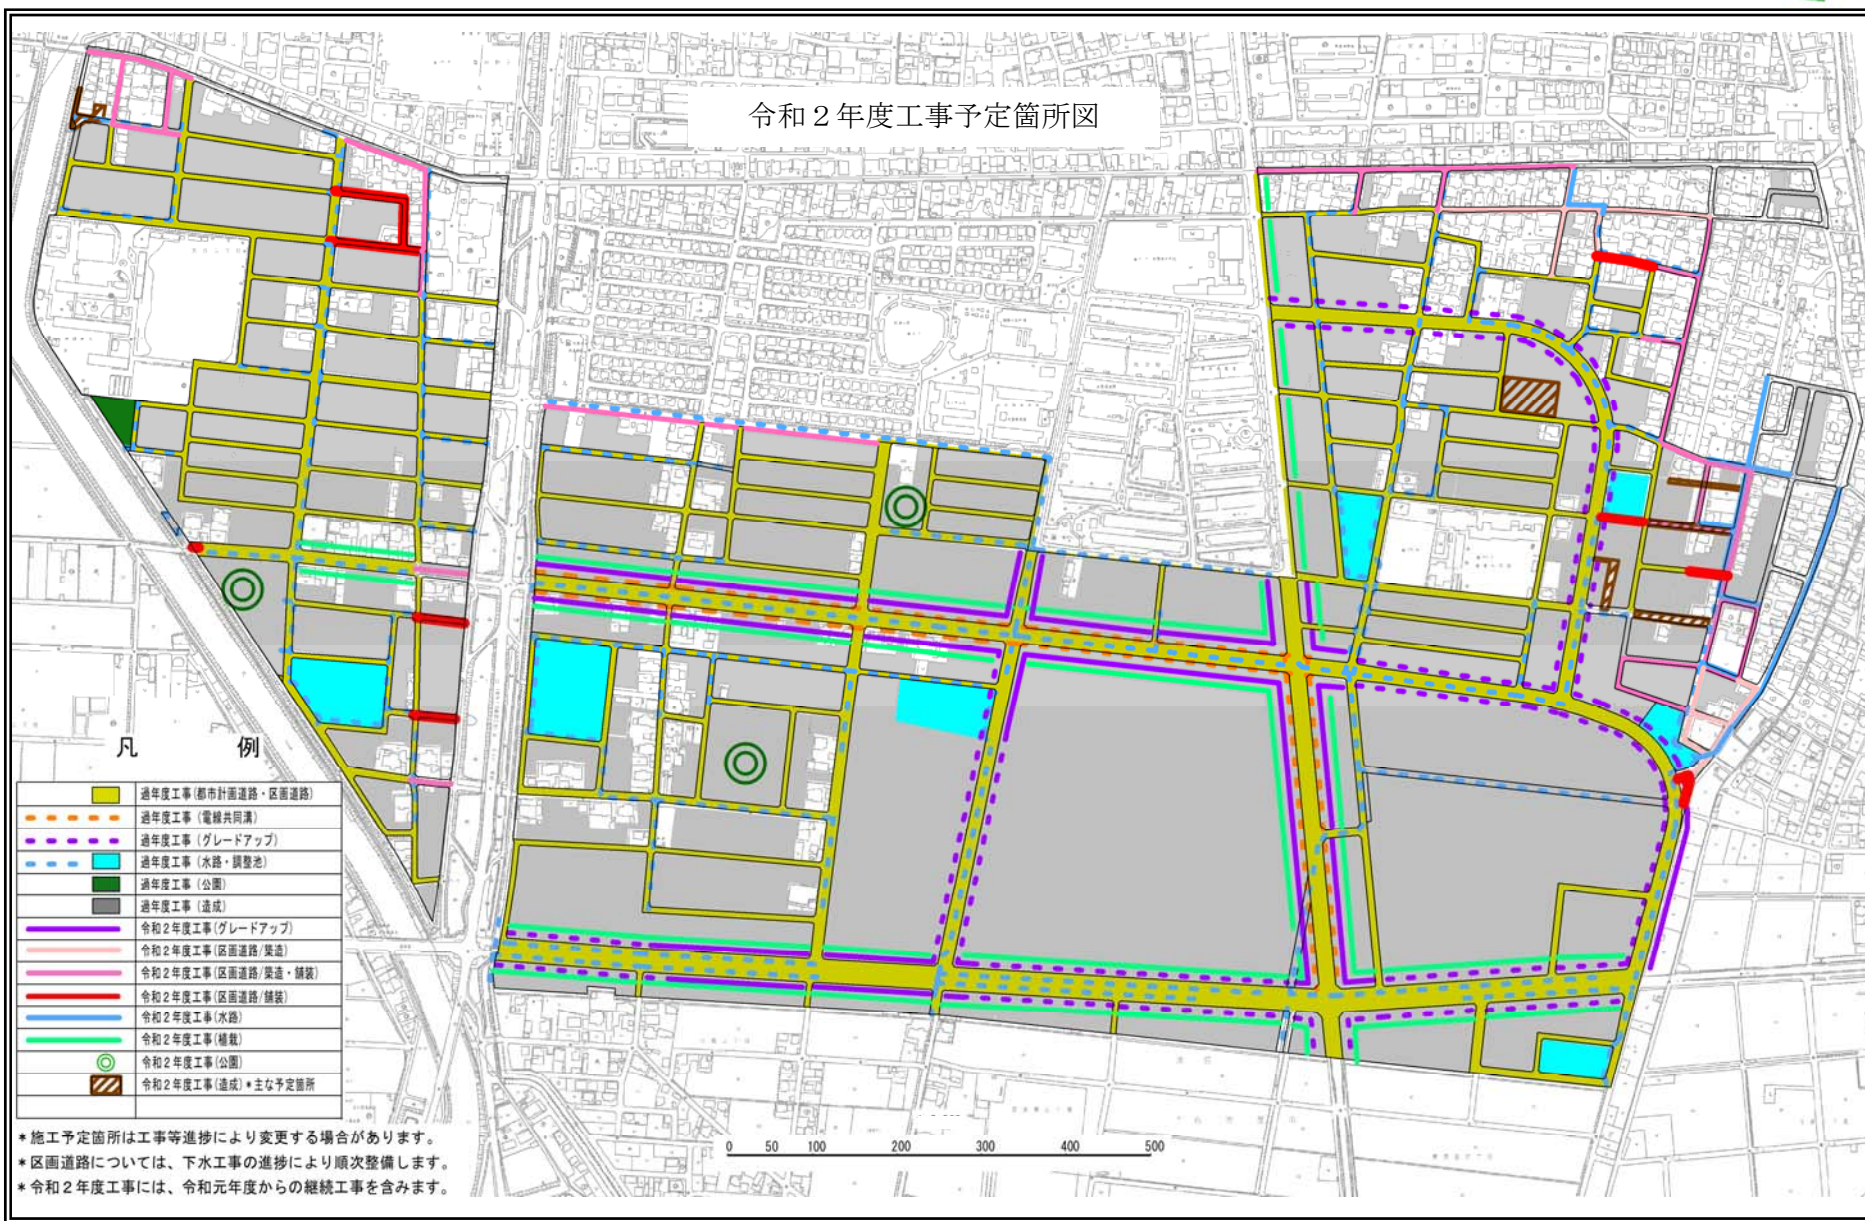 令和２年度工事予定箇所図
凡　例
過年度工事(都市計画道路・区画道路)
過年度工事（電線共同溝）
過年度工事（グレードアップ）
過年度工事（水路・調整池）
過年度工事（公園）
過年度工事（造成）
令和２年度工事(グレードアップ)
令和２年度工事(区画道路/築造)
令和２年度工事(区画道路/築造・舗装)
令和２年度工事(区画道路/舗装)
令和２年度工事(水路)
令和２年度工事(植栽)
令和２年度工事(公園)
令和２年度工事(造成)＊主な予定箇所
＊施工予定箇所は工事等進捗により変更する場合があります。
＊区画道路については、下水工事の進捗により順次整備します。
＊令和２年度工事には、令和元年度からの継続工事を含みます。
0 50 100 200 300 400 500